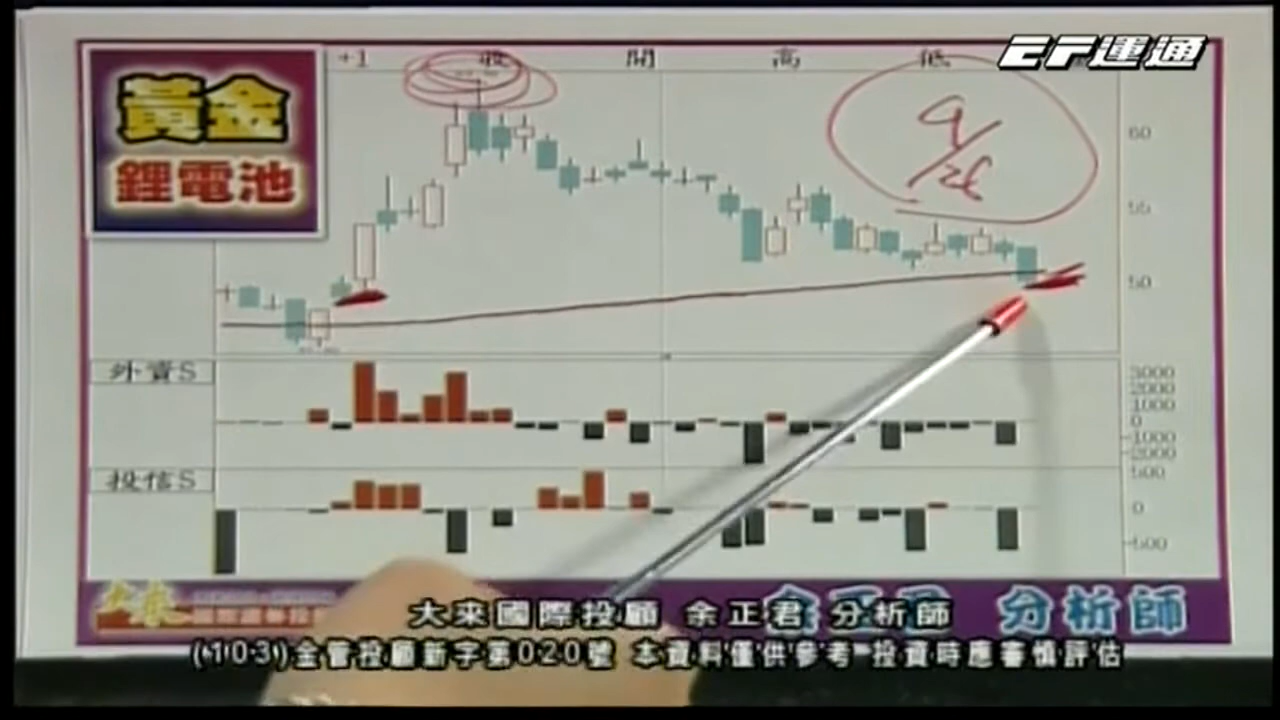 EF運通
+1 收 開 高 低
黃金
鋰電池
9/26
60
55
50
外資S
3000
2000
1000
0
-1000
-2000
投信S
500
0
-500
大來國際投顧 余正君 分析師
分析師
(103)金管投顧新字第020號 本資料僅供參考 投資時應審慎評估